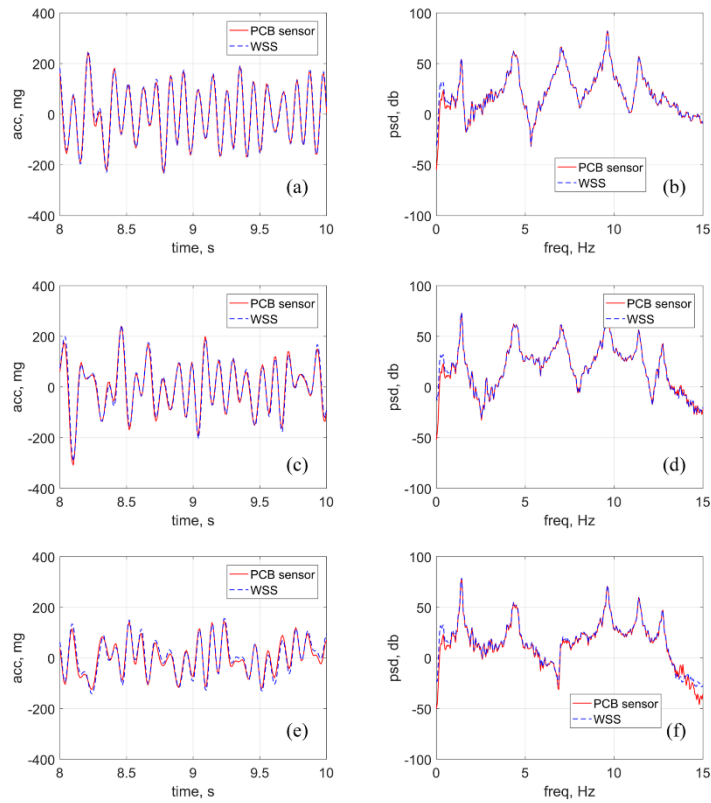 400
200
0
-200
-400
acc, mg
PCB sensor
WSS
(a)
8 8.5 9 9.5 10
time, s
100
50
0
-50
-100
psd, db
PCB sensor
WSS
(b)
0 5 10 15
freq, Hz
400
200
0
-200
-400
acc, mg
PCB sensor
WSS
(c)
8 8.5 9 9.5 10
time, s
100
50
0
-50
-100
psd, db
PCB sensor
WSS
(d)
0 5 10 15
freq, Hz
400
200
0
-200
-400
acc, mg
PCB sensor
WSS
(e)
8 8.5 9 9.5 10
time, s
100
50
0
-50
-100
psd, db
PCB sensor
WSS
(f)
0 5 10 15
freq, Hz